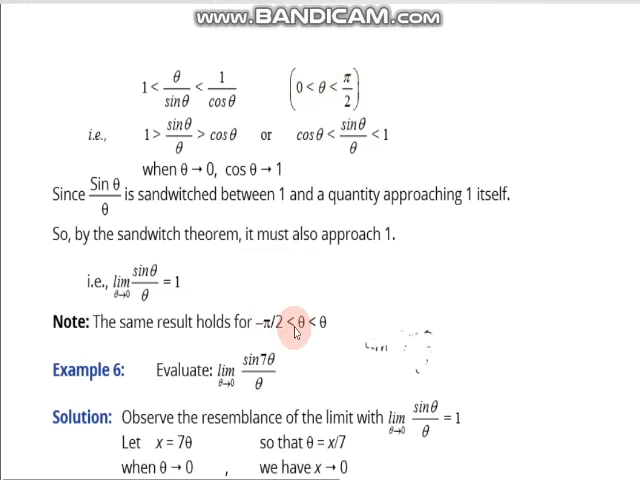 www.BANDICAM.com
1 < θ/sinθ < 1/cosθ (0 < θ < π/2)
i.e., 1 > sinθ/θ > cosθ or cosθ < sinθ/θ < 1
when θ → 0, cos θ → 1
Since Sin θ/θ is sandwitched between 1 and a quantity approaching 1 itself.
So, by the sandwitch theorem, it must also approach 1.
i.e., lim θ→0 sinθ/θ = 1
Note: The same result holds for –π/2 < θ < θ
Example 6: Evaluate: lim θ→0 sin7θ/θ
Solution: Observe the resemblance of the limit with lim θ→0 sinθ/θ = 1
Let x = 7θ so that θ = x/7
when θ → 0 , we have x → 0